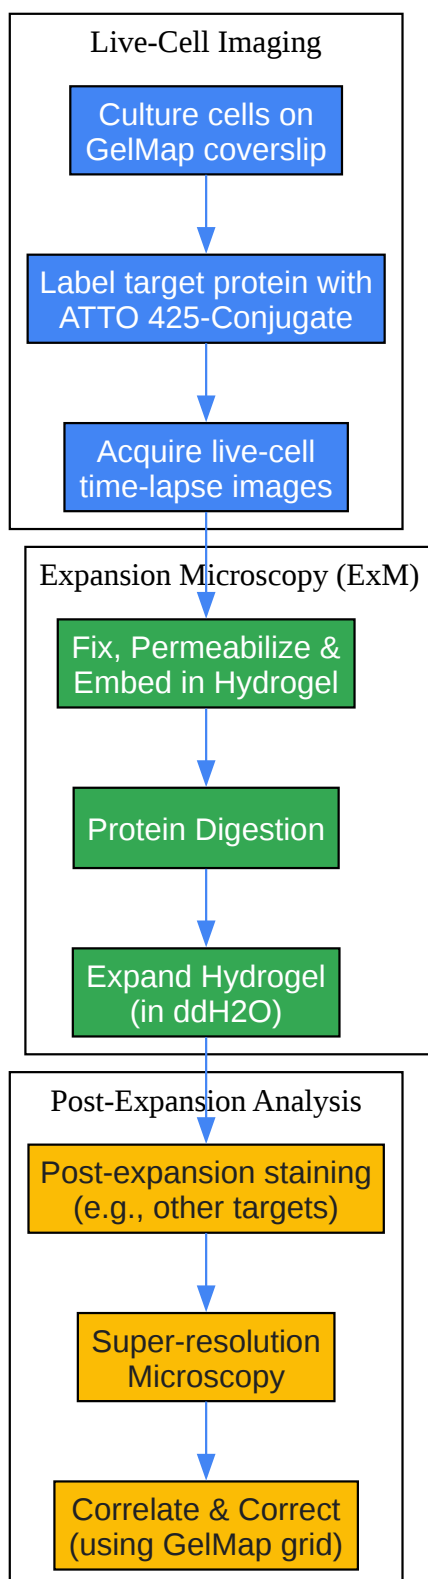 Live-Cell Imaging
Culture cells on
GelMap coverslip
Label target protein with
ATTO 425-Conjugate
Acquire live-cell
time-lapse images
Expansion Microscopy (ExM)
Fix, Permeabilize &
Embed in Hydrogel
Protein Digestion
Expand Hydrogel
(in ddH2O)
Post-Expansion Analysis
Post-expansion staining
(e.g., other targets)
Super-resolution
Microscopy
Correlate & Correct
(using GelMap grid)